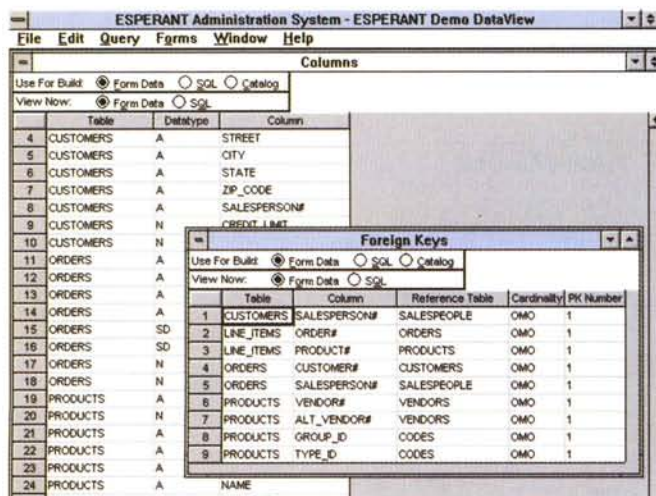 ESPERANT Administration System - ESPERANT Demo DataView
File Edit Query Forms Window Help
Columns
Use For Build: Form Data SQL Catalog
View Now: Form Data SQL
Table Datatype Column
4 CUSTOMERS A STREET
5 CUSTOMERS A CITY
6 CUSTOMERS A STATE
7 CUSTOMERS A ZIP_CODE
8 CUSTOMERS A SALESPERSON#
9 CUSTOMERS N CREDIT_LIMIT
10 CUSTOMERS N
11 ORDERS A
12 ORDERS A
13 ORDERS A
14 ORDERS A
15 ORDERS SD
16 ORDERS SD
17 ORDERS N
18 ORDERS N
19 PRODUCTS A
20 PRODUCTS N
21 PRODUCTS A
22 PRODUCTS A
23 PRODUCTS A
24 PRODUCTS A NAME
Foreign Keys
Use For Build: Form Data SQL Catalog
View Now: Form Data SQL
Table Column Reference Table Cardinality PK Number
1 CUSTOMERS SALESPERSON# SALESPEOPLE OMO 1
2 LINE_ITEMS ORDER# ORDERS OMO 1
3 LINE_ITEMS PRODUCT# PRODUCTS OMO 1
4 ORDERS CUSTOMER# CUSTOMERS OMO 1
5 ORDERS SALESPERSON# SALESPEOPLE OMO 1
6 PRODUCTS VENDOR# VENDORS OMO 1
7 PRODUCTS ALT_VENDOR# VENDORS OMO 1
8 PRODUCTS GROUP_ID CODES OMO 1
9 PRODUCTS TYPE_ID CODES OMO 1